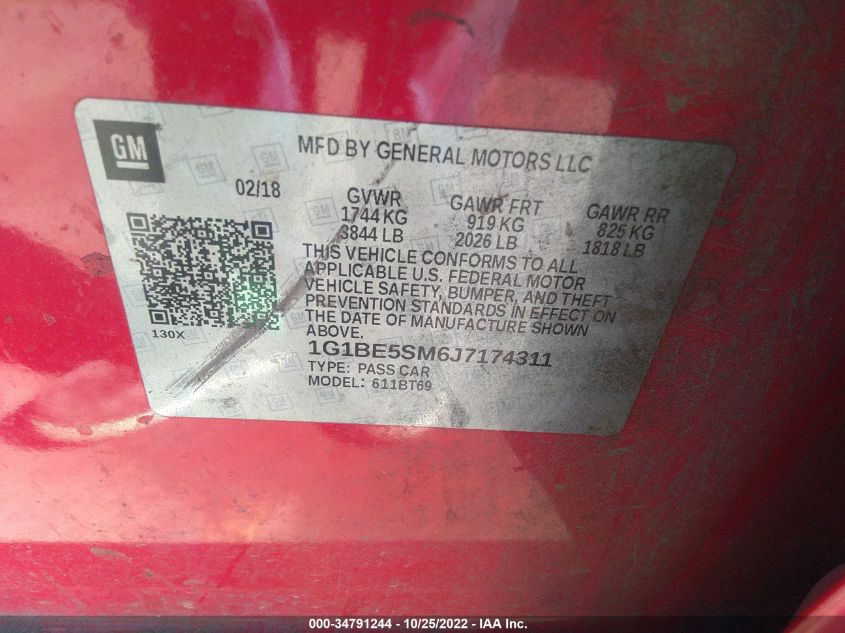 GM
MFD BY GENERAL MOTORS LLC
02/18
GVWR
1744 KG
3844 LB
GAWR FRT
919 KG
2026 LB
GAWR RR
825 KG
1818 LB
THIS VEHICLE CONFORMS TO ALL
APPLICABLE U.S. FEDERAL MOTOR
VEHICLE SAFETY, BUMPER, AND THEFT
PREVENTION STANDARDS IN EFFECT ON
THE DATE OF MANUFACTURE SHOWN
ABOVE.
130X
1G1BE5SM6J7174311
TYPE: PASS CAR
MODEL: 611BT69
000-34791244 - 10/25/2022 - IAA Inc.